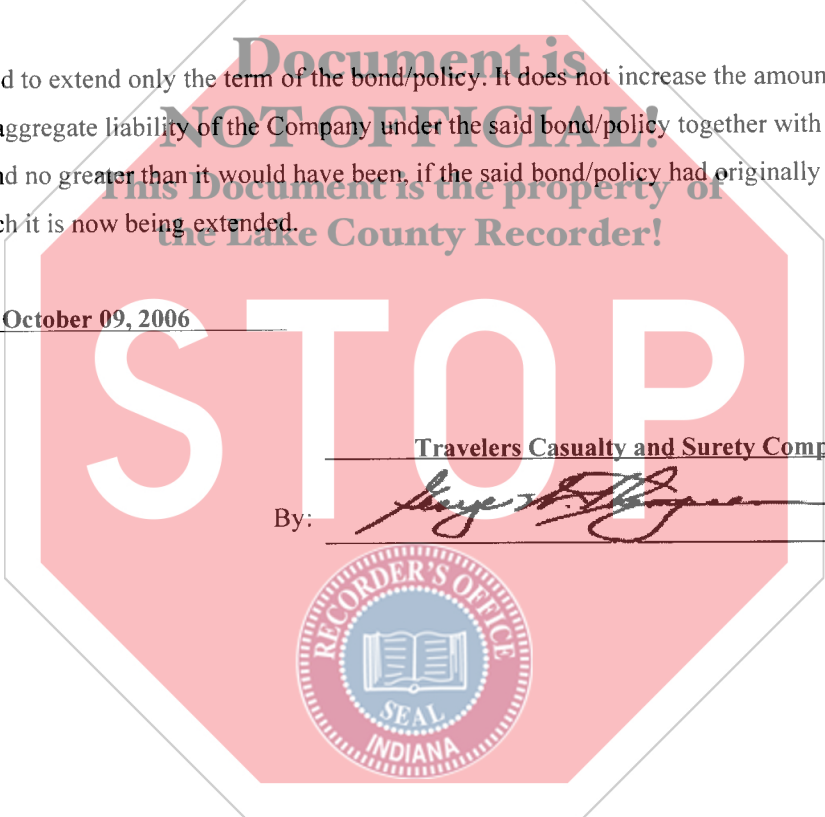 Document is
d to extend only the term of the bond/policy. It does not increase the amoun
NOT OFFICIAL!
aggregate liability of the Company under the said bond/policy together with
nd no greater than it would have been, if the said bond/policy had originally
This Document is the property of
ch it is now being extended.
the Lake County Recorder!
October 09, 2006
STOP
Travelers Casualty and Surety Comp
By:
RECORDER'S OFFICE
SEAL
INDIANA